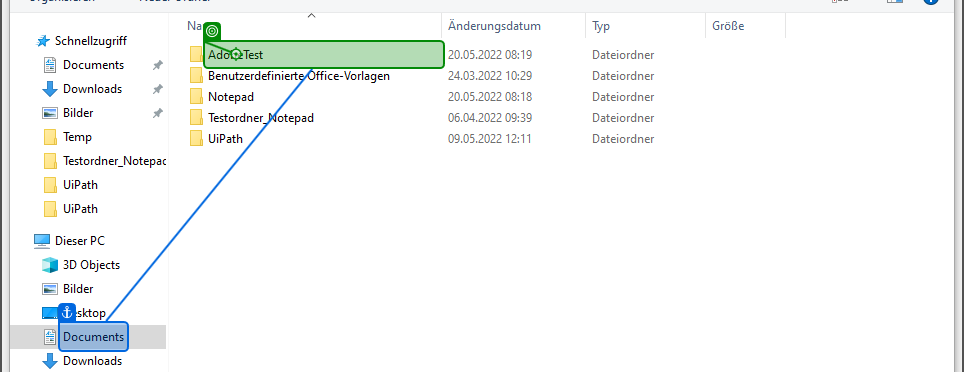 Organisieren
Neuer Ordner
Änderungsdatum
Typ
Größe
Schnellzugriff
Documents
Downloads
Bilder
Temp
Testordner_Notepad
UiPath
UiPath
Dieser PC
3D Objects
Bilder
Desktop
Documents
Downloads
20.05.2022 08:19
Dateiordner
Benutzerdefinierte Office-Vorlagen
24.03.2022 10:29
Dateiordner
Notepad
20.05.2022 08:18
Dateiordner
Testordner_Notepad
06.04.2022 09:39
Dateiordner
UiPath
09.05.2022 12:11
Dateiordner